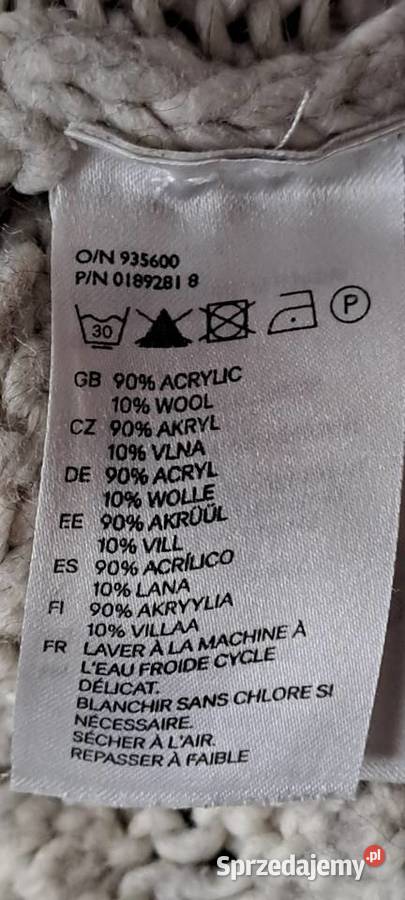 O/N 935600
P/N 0189281 8
30 P
GB 90% ACRYLIC
10% WOOL
CZ 90% AKRYL
10% VLNA
DE 90% ACRYL
10% WOLLE
EE 90% AKRÜÜL
10% VILL
ES 90% ACRÍLICO
10% LANA
FI 90% AKRYYLIA
10% VILLAA
FR LAVER À LA MACHINE À
L'EAU FROIDE CYCLE
DÉLICAT.
BLANCHIR SANS CHLORE SI
NÉCESSAIRE.
SÉCHER À L'AIR.
REPASSER À FAIBLE
Sprzedajemy.pl